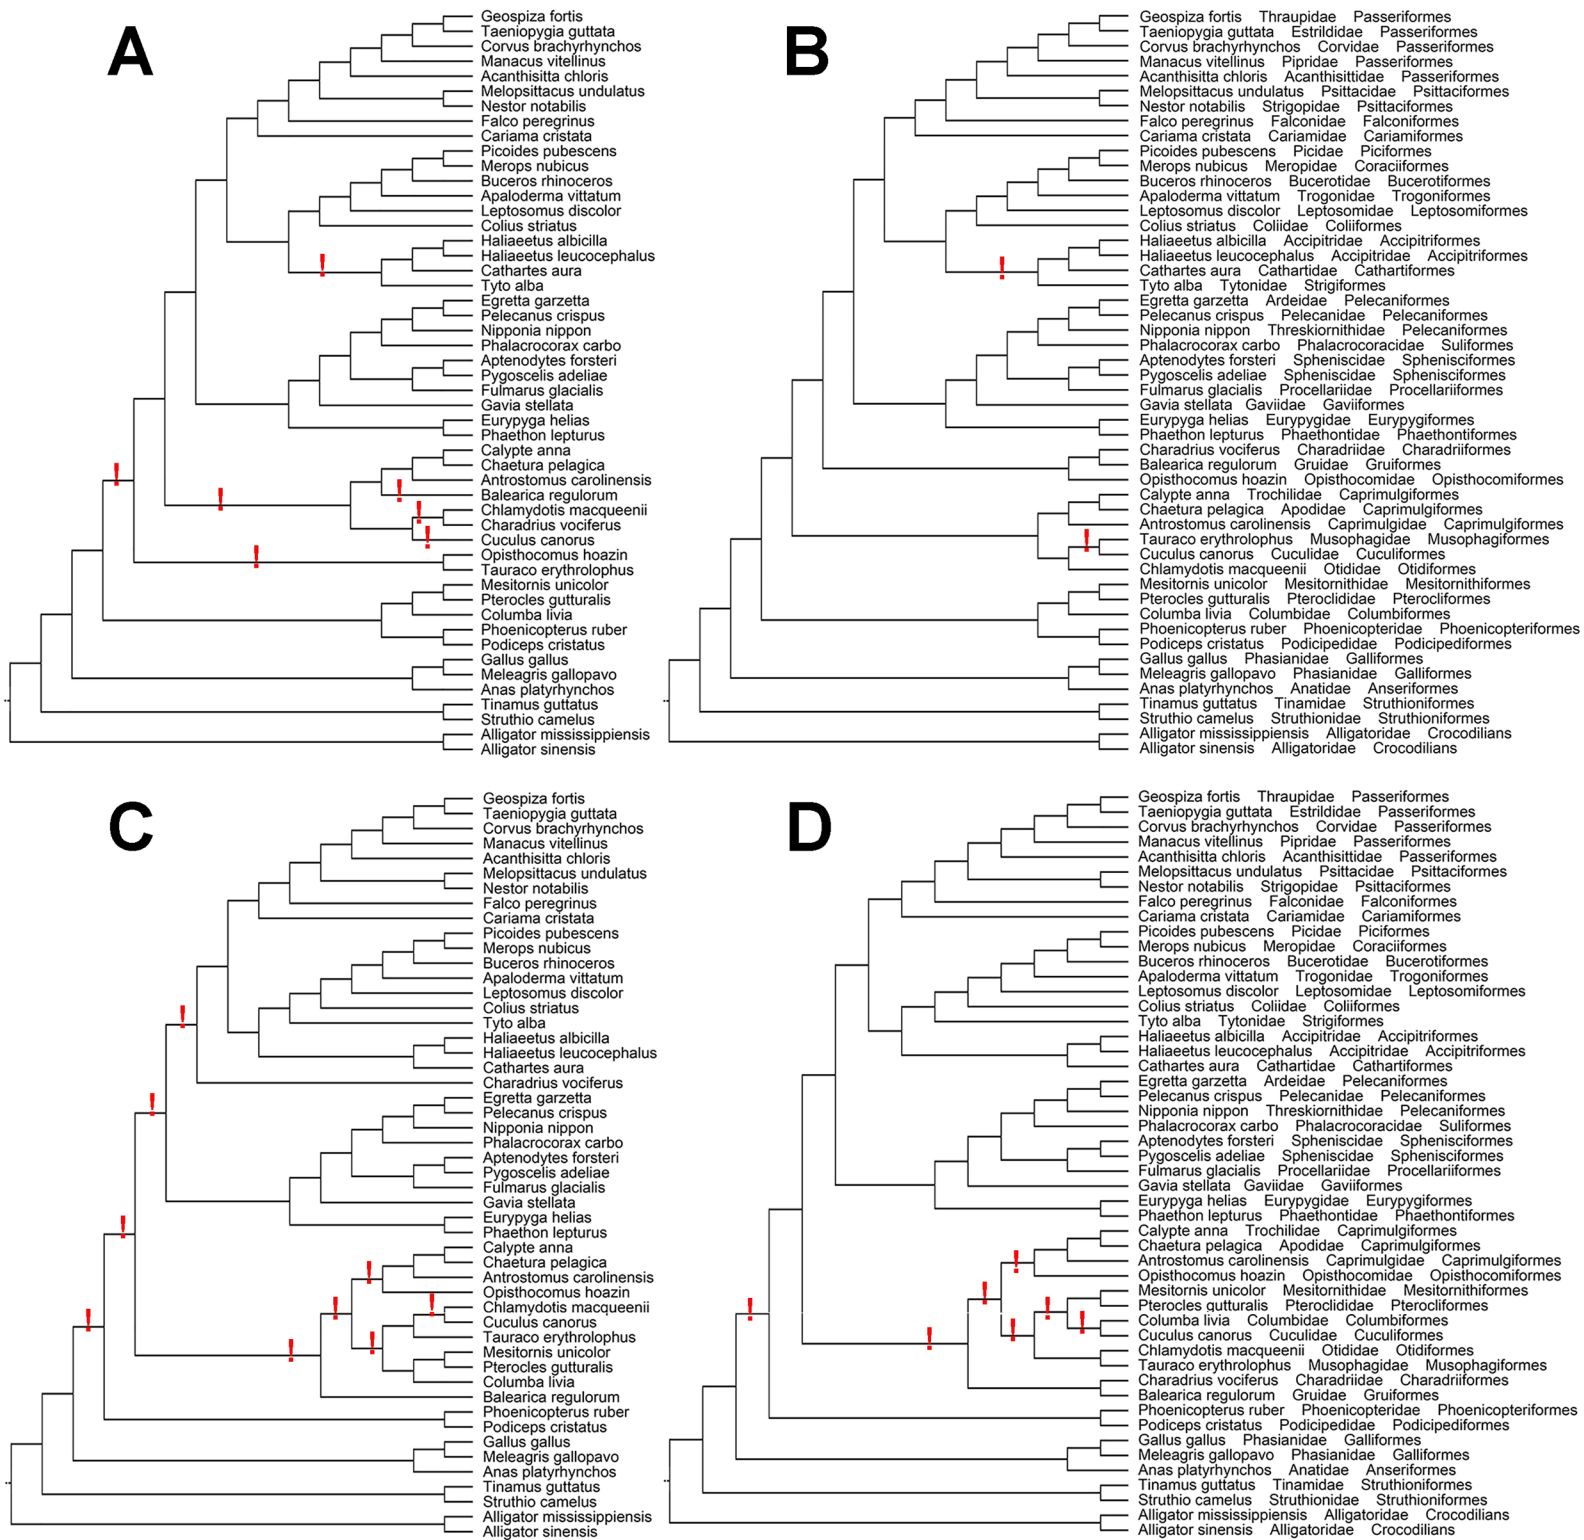 A
Geospiza fortis
Taeniopygia guttata
Corvus brachyrhynchos
Manacus vitellinus
Acanthisitta chloris
Melopsittacus undulatus
Nestor notabilis
Falco peregrinus
Cariama cristata
Picoides pubescens
Merops nubicus
Buceros rhinoceros
Apaloderma vittatum
Leptosomus discolor
Colius striatus
Haliaeetus albicilla
Haliaeetus leucocephalus
Cathartes aura
Tyto alba
Egretta garzetta
Pelecanus crispus
Nipponia nippon
Phalacrocorax carbo
Aptenodytes forsteri
Pygoscelis adeliae
Fulmarus glacialis
Gavia stellata
Eurypyga helias
Phaethon lepturus
Calypte anna
Chaetura pelagica
Antrostomus carolinensis
Balearica regulorum
Chlamydotis macqueenii
Charadrius vociferus
Cuculus canorus
Opisthocomus hoazin
Tauraco erythrolophus
Mesitornis unicolor
Pterocles gutturalis
Columba livia
Phoenicopterus ruber
Podiceps cristatus
Gallus gallus
Meleagris gallopavo
Anas platyrhynchos
Tinamus guttatus
Struthio camelus
Alligator mississippiensis
Alligator sinensis
B
Geospiza fortis Thraupidae Passeriformes
Taeniopygia guttata Estrildidae Passeriformes
Corvus brachyrhynchos Corvidae Passeriformes
Manacus vitellinus Pipridae Passeriformes
Acanthisitta chloris Acanthisittidae Passeriformes
Melopsittacus undulatus Psittacidae Psittaciformes
Nestor notabilis Strigopidae Psittaciformes
Falco peregrinus Falconidae Falconiformes
Cariama cristata Cariamidae Cariamiformes
Picoides pubescens Picidae Piciformes
Merops nubicus Meropidae Coraciiformes
Buceros rhinoceros Bucerotidae Bucerotiformes
Apaloderma vittatum Trogonidae Trogoniformes
Leptosomus discolor Leptosomidae Leptosomiformes
Colius striatus Coliidae Coliiformes
Haliaeetus albicilla Accipitridae Accipitriformes
Haliaeetus leucocephalus Accipitridae Accipitriformes
Cathartes aura Cathartidae Cathartiformes
Tyto alba Tytonidae Strigiformes
Egretta garzetta Ardeidae Pelecaniformes
Pelecanus crispus Pelecanidae Pelecaniformes
Nipponia nippon Threskiornithidae Pelecaniformes
Phalacrocorax carbo Phalacrocoracidae Suliformes
Aptenodytes forsteri Spheniscidae Sphenisciformes
Pygoscelis adeliae Spheniscidae Sphenisciformes
Fulmarus glacialis Procellariidae Procellariiformes
Gavia stellata Gaviidae Gaviiformes
Eurypyga helias Eurypygidae Eurypygiformes
Phaethon lepturus Phaethontidae Phaethontiformes
Charadrius vociferus Charadriidae Charadriiformes
Balearica regulorum Gruidae Gruiformes
Opisthocomus hoazin Opisthocomidae Opisthocomiformes
Calypte anna Trochilidae Caprimulgiformes
Chaetura pelagica Apodidae Caprimulgiformes
Antrostomus carolinensis Caprimulgidae Caprimulgiformes
Tauraco erythrolophus Musophagidae Musophagiformes
Cuculus canorus Cuculidae Cuculiformes
Chlamydotis macqueenii Otididae Otidiformes
Mesitornis unicolor Mesitornithidae Mesitornithiformes
Pterocles gutturalis Pteroclididae Pterocliformes
Columba livia Columbidae Columbiformes
Phoenicopterus ruber Phoenicopteridae Phoenicopteriformes
Podiceps cristatus Podicipedidae Podicipediformes
Gallus gallus Phasianidae Galliformes
Meleagris gallopavo Phasianidae Galliformes
Anas platyrhynchos Anatidae Anseriformes
Tinamus guttatus Tinamidae Struthioniformes
Struthio camelus Struthionidae Struthioniformes
Alligator mississippiensis Alligatoridae Crocodilians
Alligator sinensis Alligatoridae Crocodilians
C
Geospiza fortis
Taeniopygia guttata
Corvus brachyrhynchos
Manacus vitellinus
Acanthisitta chloris
Melopsittacus undulatus
Nestor notabilis
Falco peregrinus
Cariama cristata
Picoides pubescens
Merops nubicus
Buceros rhinoceros
Apaloderma vittatum
Leptosomus discolor
Colius striatus
Tyto alba
Haliaeetus albicilla
Haliaeetus leucocephalus
Cathartes aura
Charadrius vociferus
Egretta garzetta
Pelecanus crispus
Nipponia nippon
Phalacrocorax carbo
Aptenodytes forsteri
Pygoscelis adeliae
Fulmarus glacialis
Gavia stellata
Eurypyga helias
Phaethon lepturus
Calypte anna
Chaetura pelagica
Antrostomus carolinensis
Opisthocomus hoazin
Chlamydotis macqueenii
Cuculus canorus
Tauraco erythrolophus
Mesitornis unicolor
Pterocles gutturalis
Columba livia
Balearica regulorum
Phoenicopterus ruber
Podiceps cristatus
Gallus gallus
Meleagris gallopavo
Anas platyrhynchos
Tinamus guttatus
Struthio camelus
Alligator mississippiensis
Alligator sinensis
D
Geospiza fortis Thraupidae Passeriformes
Taeniopygia guttata Estrildidae Passeriformes
Corvus brachyrhynchos Corvidae Passeriformes
Manacus vitellinus Pipridae Passeriformes
Acanthisitta chloris Acanthisittidae Passeriformes
Melopsittacus undulatus Psittacidae Psittaciformes
Nestor notabilis Strigopidae Psittaciformes
Falco peregrinus Falconidae Falconiformes
Cariama cristata Cariamidae Cariamiformes
Picoides pubescens Picidae Piciformes
Merops nubicus Meropidae Coraciiformes
Buceros rhinoceros Bucerotidae Bucerotiformes
Apaloderma vittatum Trogonidae Trogoniformes
Leptosomus discolor Leptosomidae Leptosomiformes
Colius striatus Coliidae Coliiformes
Tyto alba Tytonidae Strigiformes
Haliaeetus albicilla Accipitridae Accipitriformes
Haliaeetus leucocephalus Accipitridae Accipitriformes
Cathartes aura Cathartidae Cathartiformes
Egretta garzetta Ardeidae Pelecaniformes
Pelecanus crispus Pelecanidae Pelecaniformes
Nipponia nippon Threskiornithidae Pelecaniformes
Phalacrocorax carbo Phalacrocoracidae Suliformes
Aptenodytes forsteri Spheniscidae Sphenisciformes
Pygoscelis adeliae Spheniscidae Sphenisciformes
Fulmarus glacialis Procellariidae Procellariiformes
Gavia stellata Gaviidae Gaviiformes
Eurypyga helias Eurypygidae Eurypygiformes
Phaethon lepturus Phaethontidae Phaethontiformes
Calypte anna Trochilidae Caprimulgiformes
Chaetura pelagica Apodidae Caprimulgiformes
Antrostomus carolinensis Caprimulgidae Caprimulgiformes
Opisthocomus hoazin Opisthocomidae Opisthocomiformes
Mesitornis unicolor Mesitornithidae Mesitornithiformes
Pterocles gutturalis Pteroclididae Pterocliformes
Columba livia Columbidae Columbiformes
Cuculus canorus Cuculidae Cuculiformes
Chlamydotis macqueenii Otididae Otidiformes
Tauraco erythrolophus Musophagidae Musophagiformes
Charadrius vociferus Charadriidae Charadriiformes
Balearica regulorum Gruidae Gruiformes
Phoenicopterus ruber Phoenicopteridae Phoenicopteriformes
Podiceps cristatus Podicipedidae Podicipediformes
Gallus gallus Phasianidae Galliformes
Meleagris gallopavo Phasianidae Galliformes
Anas platyrhynchos Anatidae Anseriformes
Tinamus guttatus Tinamidae Struthioniformes
Struthio camelus Struthionidae Struthioniformes
Alligator mississippiensis Alligatoridae Crocodilians
Alligator sinensis Alligatoridae Crocodilians